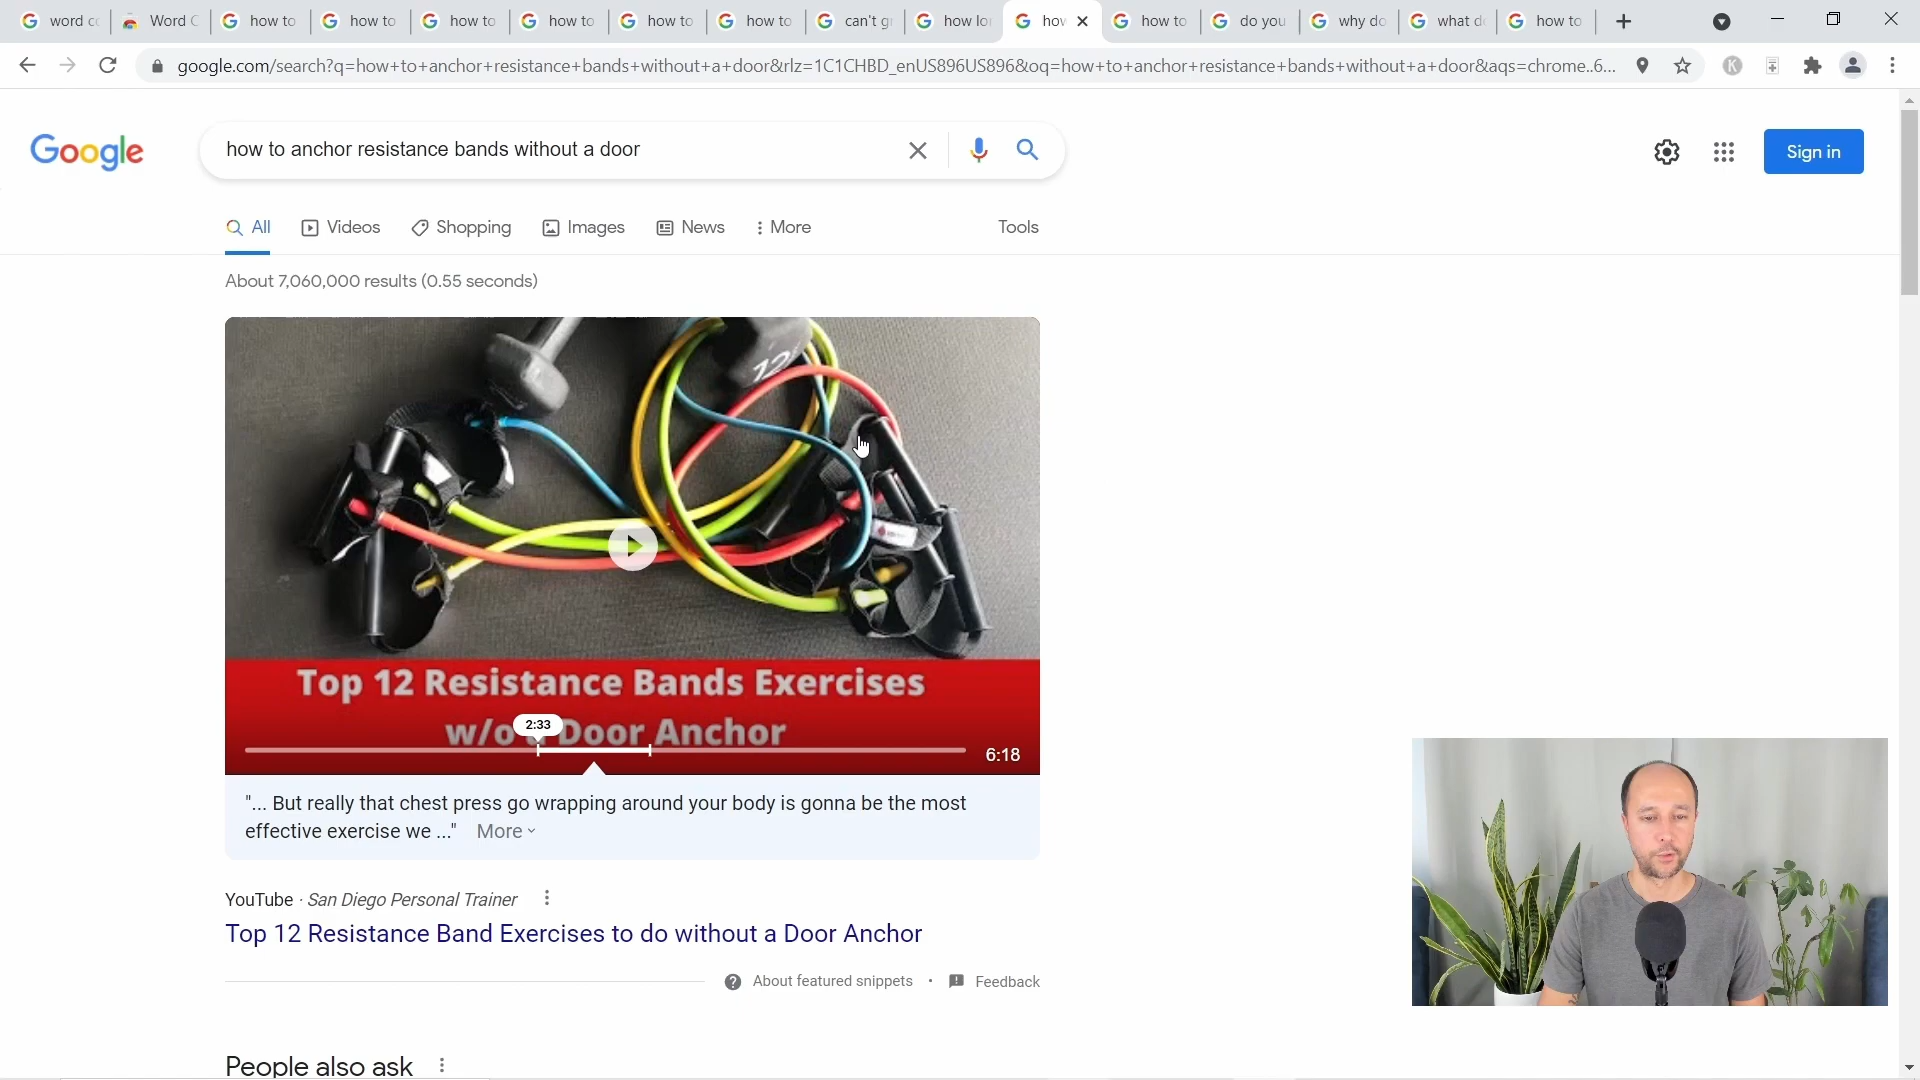 word c
Word C
how to
how to
how to
how to
how to
how to
can't g
how lo
how
how to
do you
why do
what d
how to
google.com/search?q=how+to+anchor+resistance+bands+without+a+door&rlz=1C1CHBD_enUS896US896&oq=how+to+anchor+resistance+bands+without+a+door&aqs=chrome..6...
K
Google
how to anchor resistance bands without a door
Sign in
All
Videos
Shopping
Images
News
More
Tools
About 7,060,000 results (0.55 seconds)
12
Top 12 Resistance Bands Exercises
w/o Door Anchor
2:33
6:18
"... But really that chest press go wrapping around your body is gonna be the most
effective exercise we ..." More
YouTube · San Diego Personal Trainer
Top 12 Resistance Band Exercises to do without a Door Anchor
About featured snippets • Feedback
People also ask